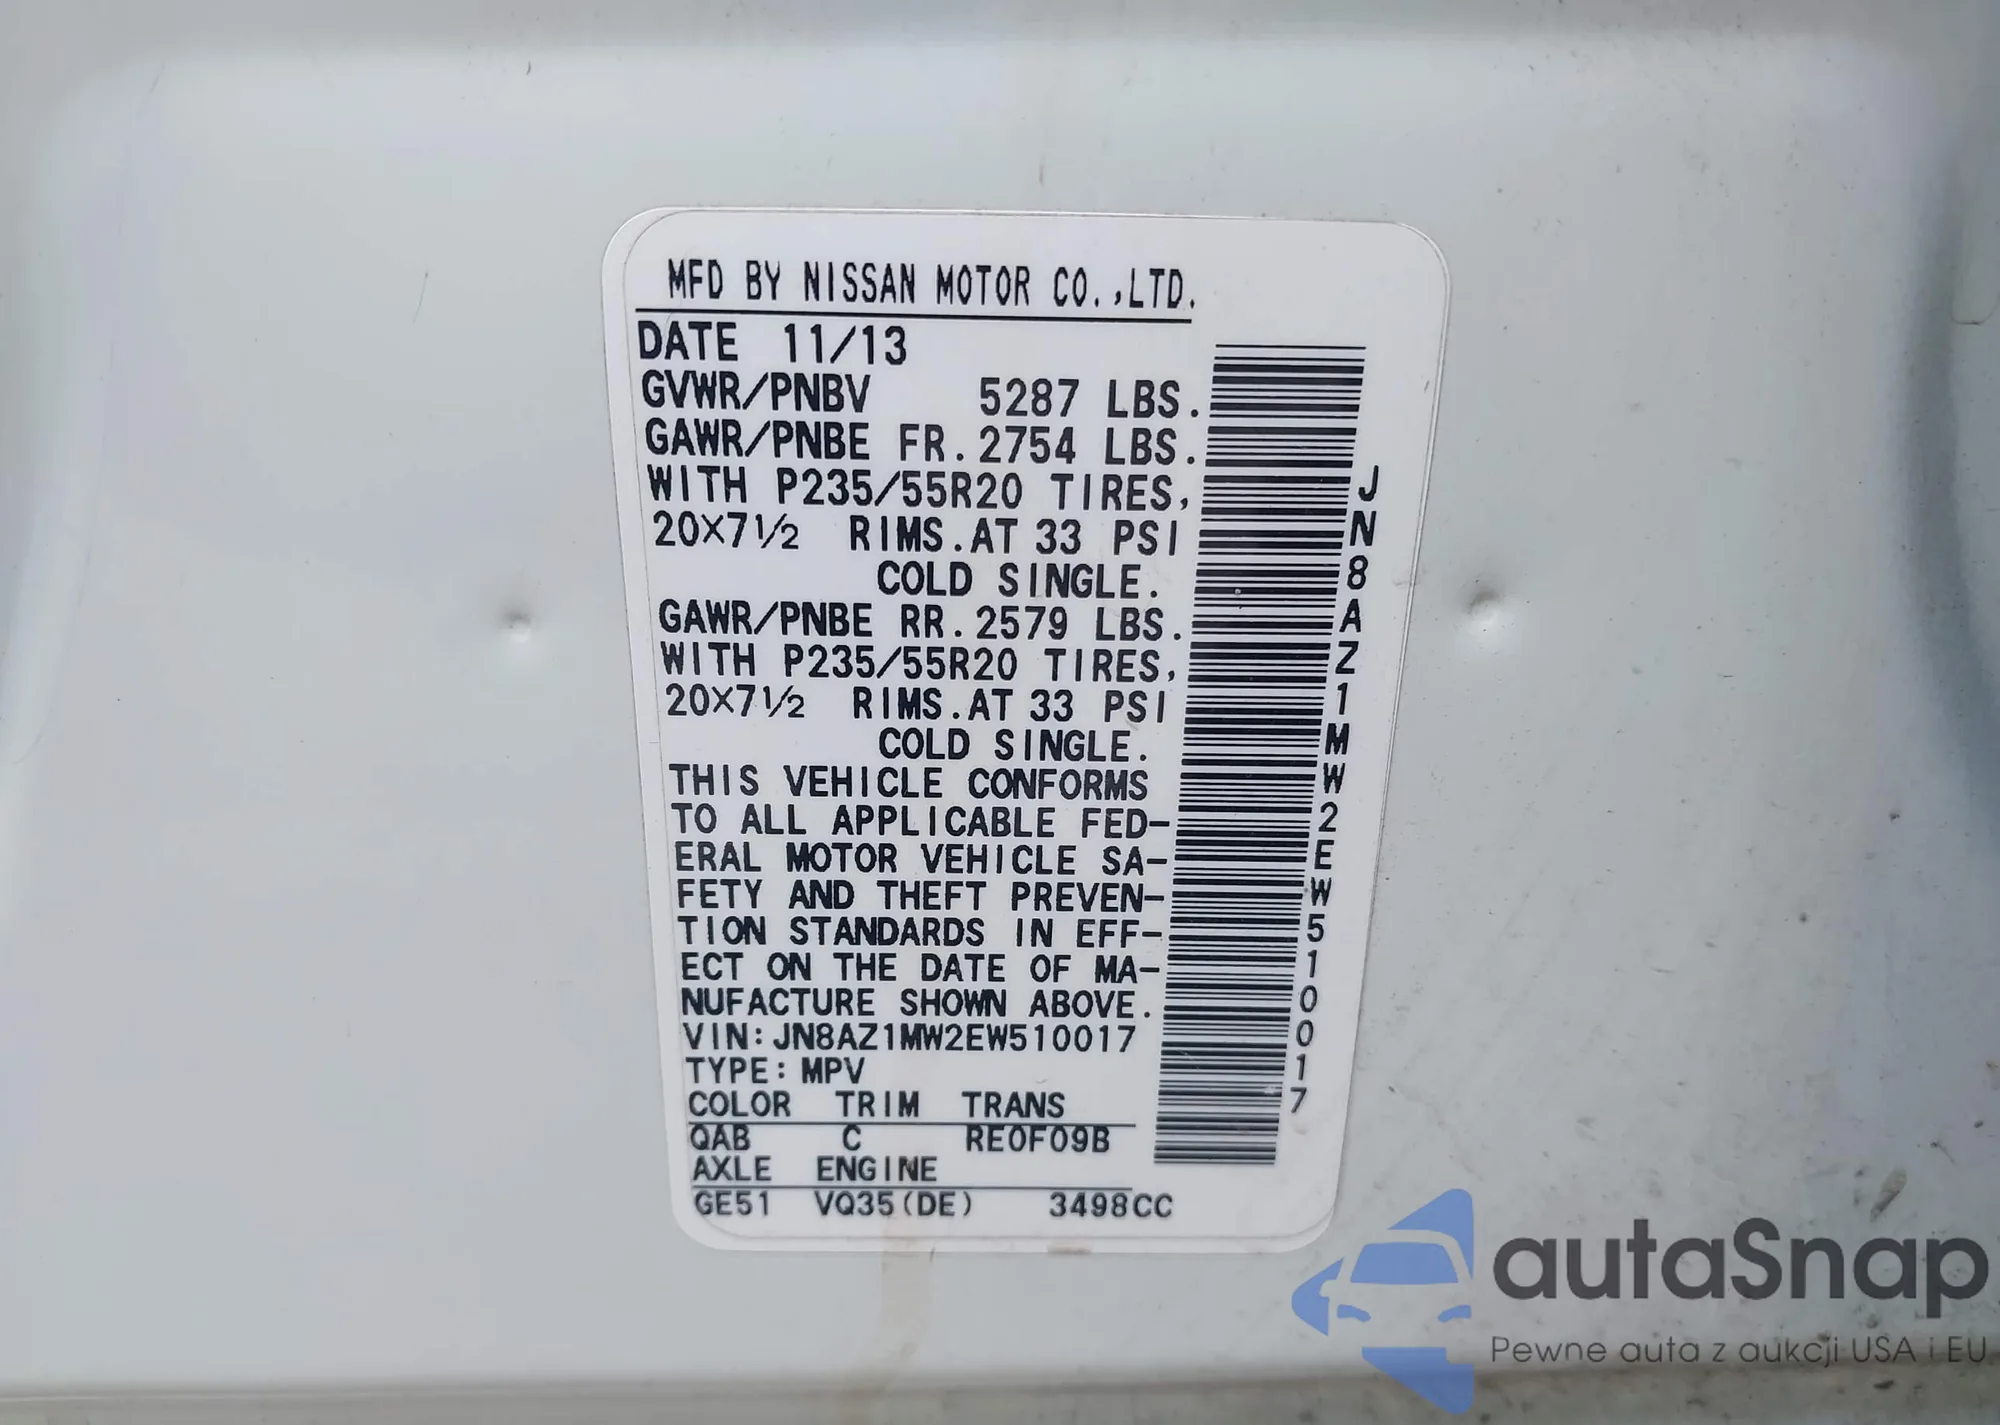 MFD BY NISSAN MOTOR CO.,LTD.
DATE 11/13
GVWR/PNBV 5287 LBS.
GAWR/PNBE FR.2754 LBS.
WITH P235/55R20 TIRES,
20X7½ RIMS.AT 33 PSI
COLD SINGLE.
GAWR/PNBE RR.2579 LBS.
WITH P235/55R20 TIRES,
20X7½ RIMS.AT 33 PSI
COLD SINGLE.
THIS VEHICLE CONFORMS
TO ALL APPLICABLE FED-
ERAL MOTOR VEHICLE SA-
FETY AND THEFT PREVEN-
TION STANDARDS IN EFF-
ECT ON THE DATE OF MA-
NUFACTURE SHOWN ABOVE.
VIN:JN8AZ1MW2EW510017
TYPE:MPV
COLOR TRIM TRANS
QAB C RE0F09B
AXLE ENGINE
GE51 VQ35(DE) 3498CC
JN8AZ1MW2EW510017
autaSnap
Pewne auta z aukcji USA i EU